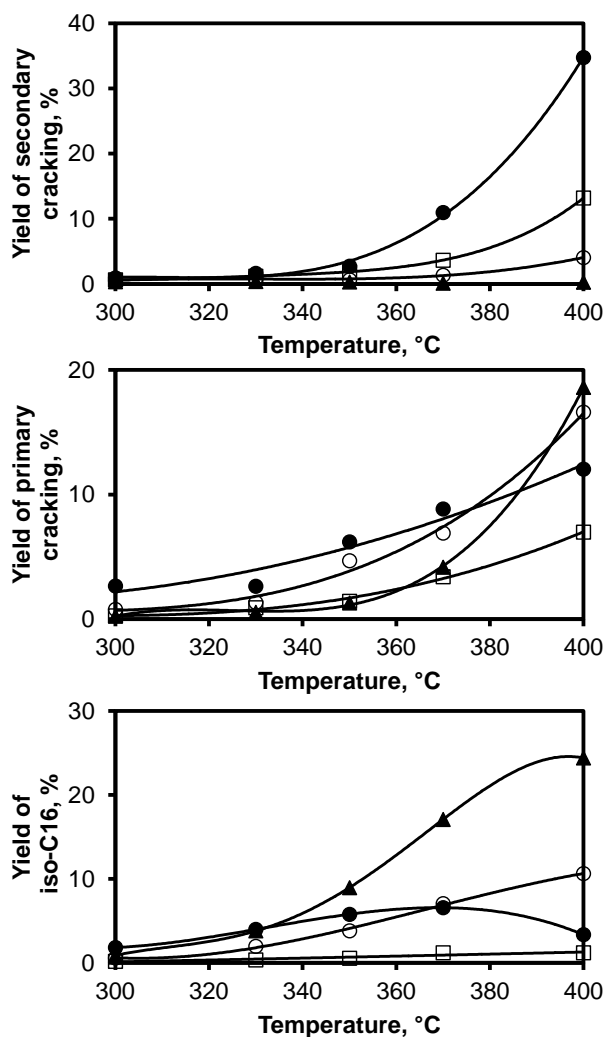 Yield of secondary
cracking, %
40
30
20
10
0
300 320 340 360 380 400
Temperature, °C
Yield of primary
cracking, %
20
10
0
300 320 340 360 380 400
Temperature, °C
Yield of
iso-C16, %
30
20
10
0
300 320 340 360 380 400
Temperature, °C